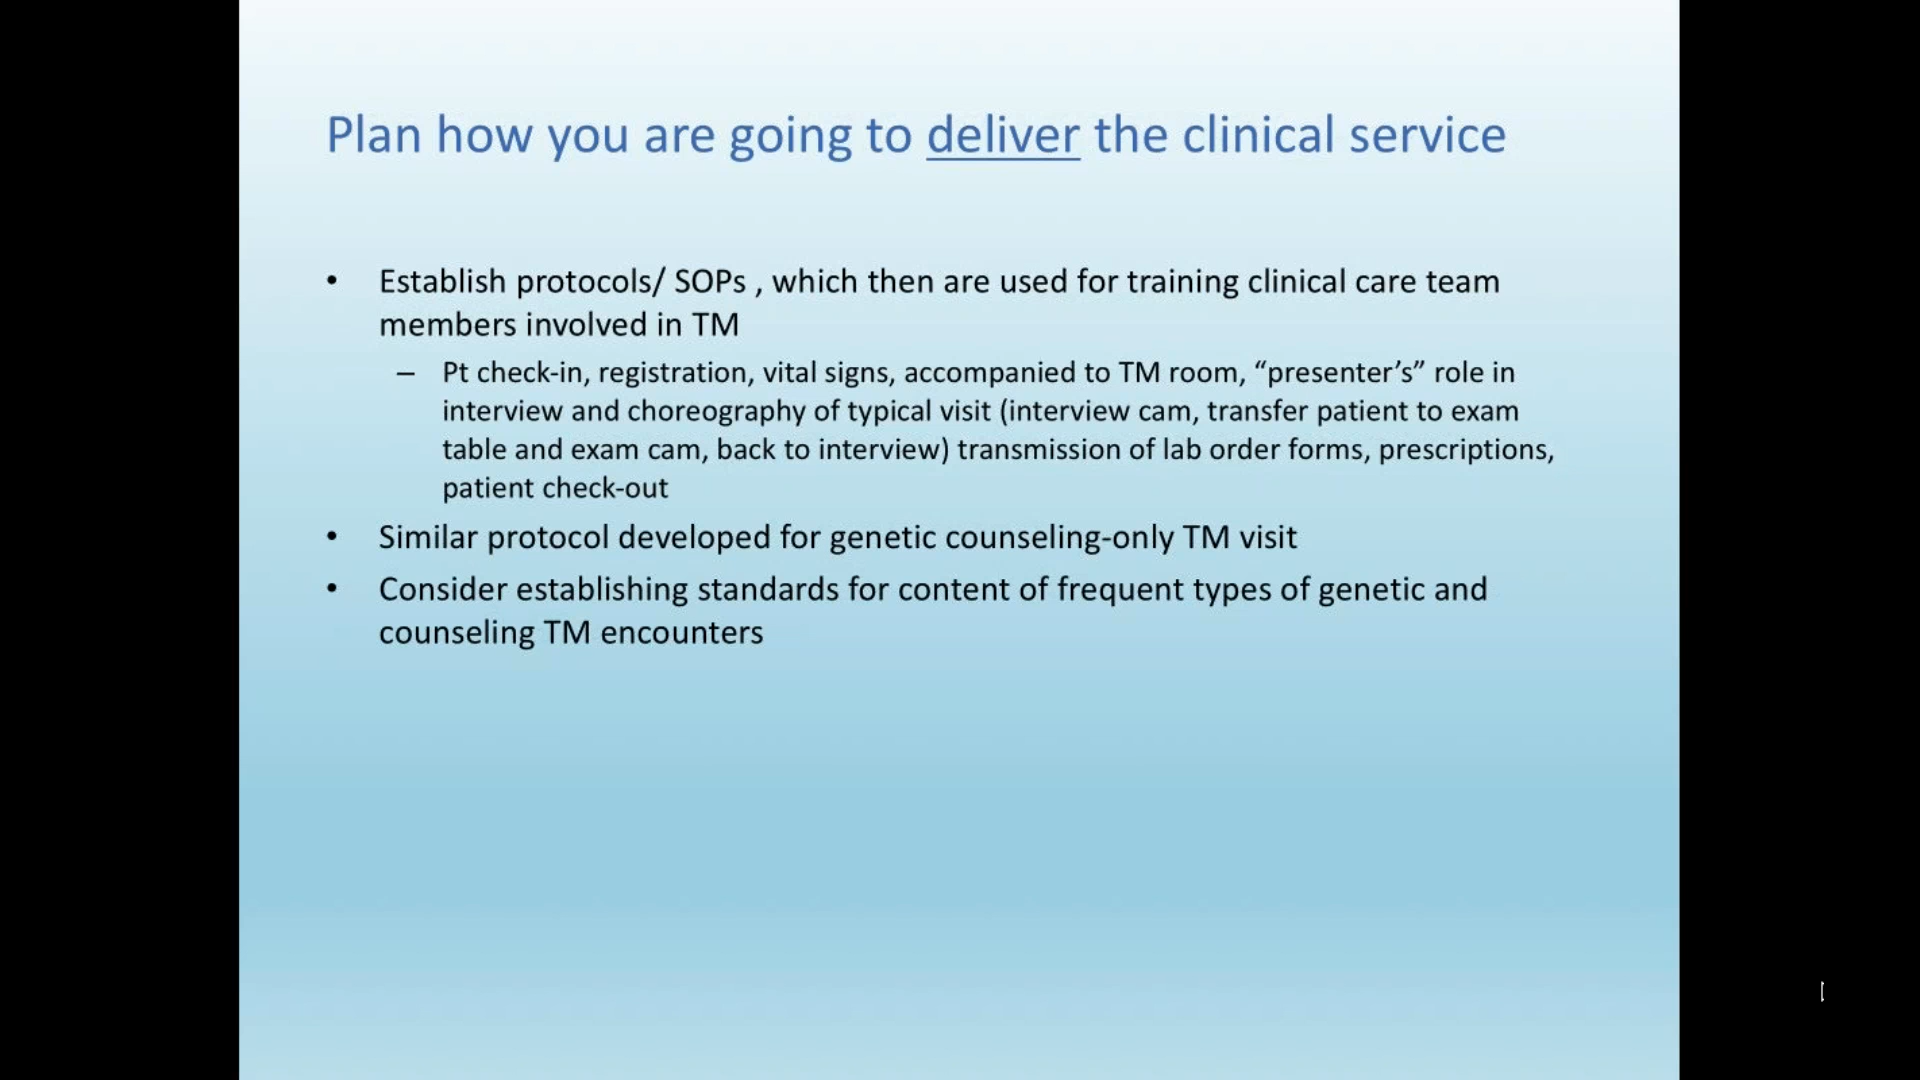 Plan how you are going to deliver the clinical service
• Establish protocols/ SOPs , which then are used for training clinical care team
members involved in TM
– Pt check-in, registration, vital signs, accompanied to TM room, “presenter’s” role in
interview and choreography of typical visit (interview cam, transfer patient to exam
table and exam cam, back to interview) transmission of lab order forms, prescriptions,
patient check-out
• Similar protocol developed for genetic counseling-only TM visit
• Consider establishing standards for content of frequent types of genetic and
counseling TM encounters